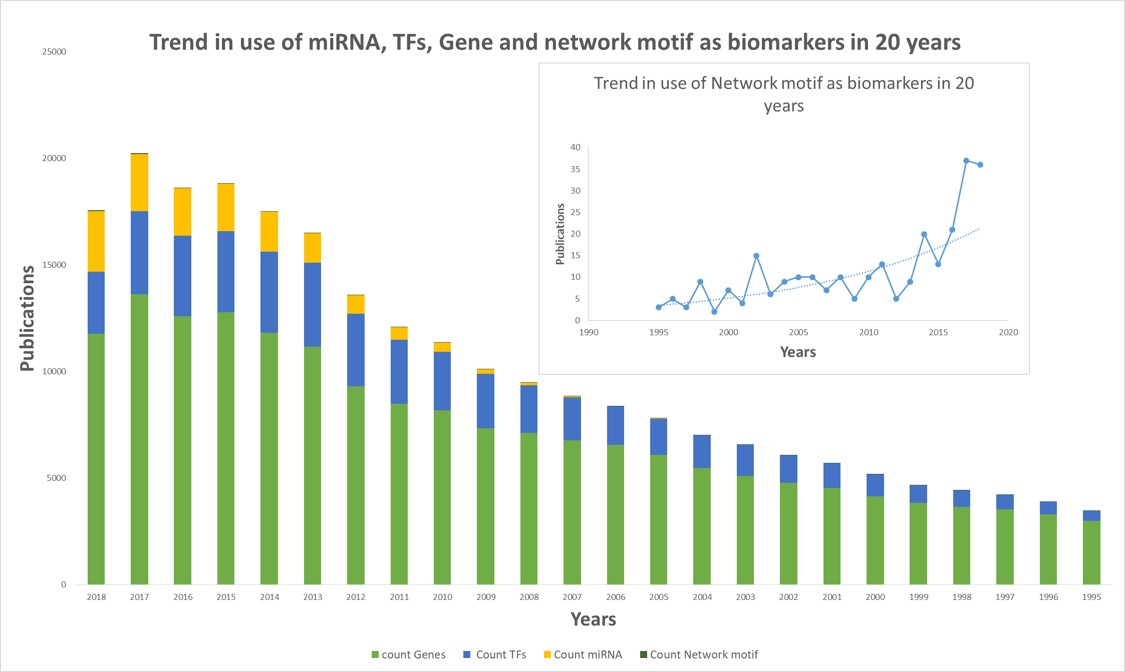 Trend in use of miRNA, TFs, Gene and network motif as biomarkers in 20 years
25000
20000
15000
10000
5000
0
Publications
2018 2017 2016 2015 2014 2013 2012 2011 2010 2009 2008 2007 2006 2005 2004 2003 2002 2001 2000 1999 1998 1997 1996 1995
Years
count Genes Count TFs Count miRNA Count Network motif
Trend in use of Network motif as biomarkers in 20
years
40
35
30
25
20
15
10
5
0
Publications
1990 1995 2000 2005 2010 2015 2020
Years